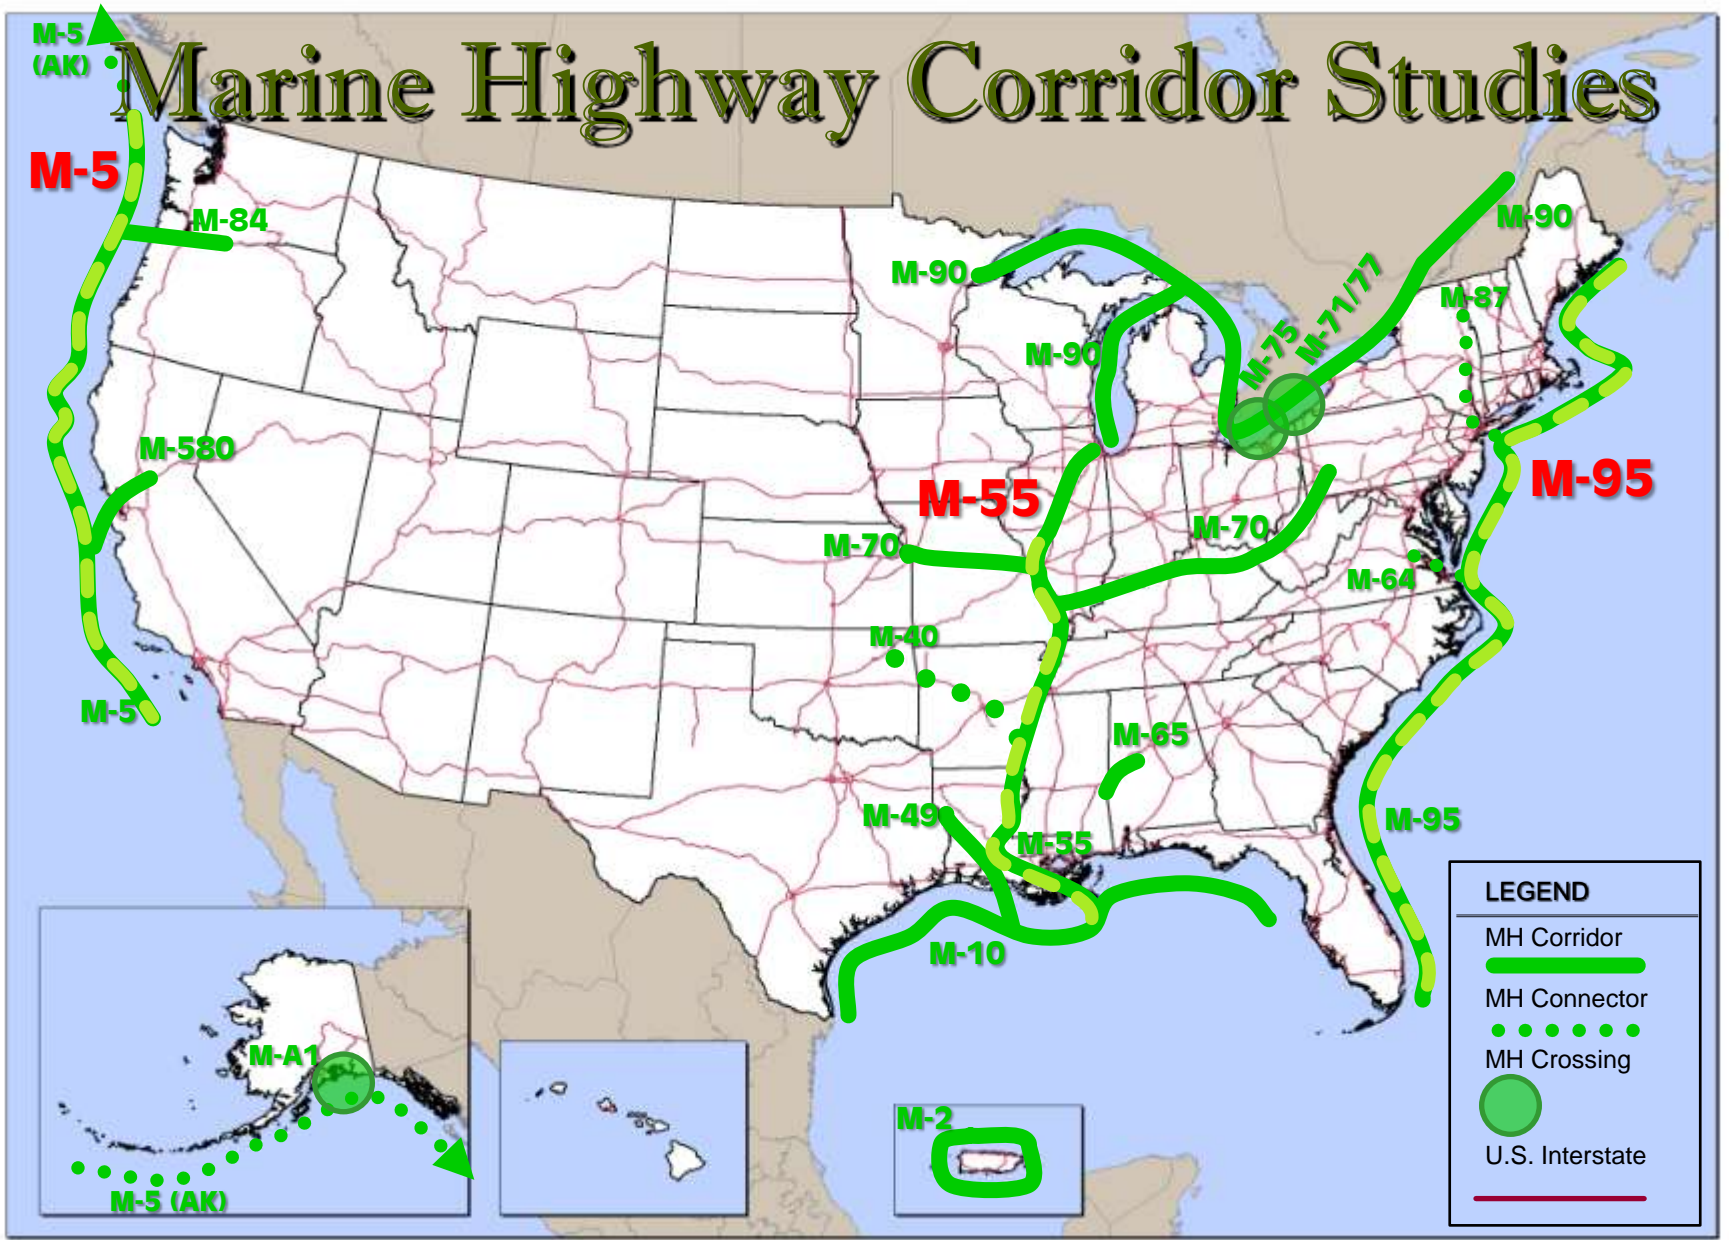 Marine Highway Corridor Studies
M-5
(AK)
M-5
M-84
M-90
M-90
M-87
M-71/77
M-75
M-90
M-580
M-55
M-95
M-70
M-70
M-64
M-40
M-5
M-65
M-49
M-55
M-95
M-10
M-A1
M-5 (AK)
M-2
LEGEND
MH Corridor
MH Connector
MH Crossing
U.S. Interstate